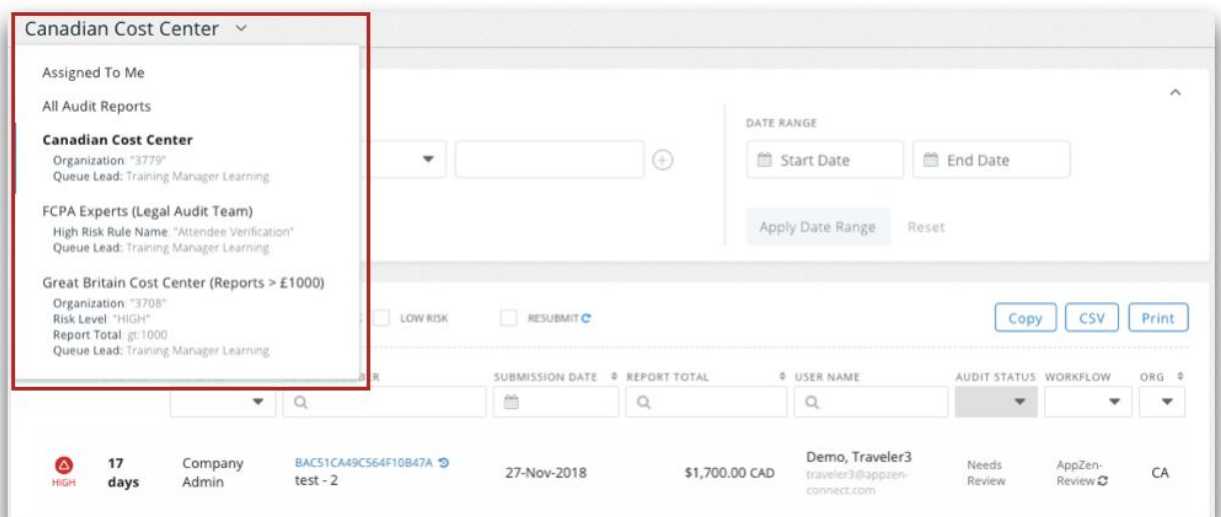 Canadian Cost Center
Assigned To Me
All Audit Reports
Canadian Cost Center
Organization: "3779"
Queue Lead: Training Manager Learning
FCPA Experts (Legal Audit Team)
High Risk Rule Name: "Attendee Verification"
Queue Lead: Training Manager Learning
Great Britain Cost Center (Reports > £1000)
Organization: "3708"
Risk Level: "HIGH"
Report Total: gt:1000
Queue Lead: Training Manager Learning
DATE RANGE
Start Date End Date
Apply Date Range Reset
LOW RISK RESUBMIT
Copy CSV Print
SUBMISSION DATE REPORT TOTAL USER NAME AUDIT STATUS WORKFLOW ORG
HIGH
17 days
Company Admin
BAC51CA49C564F10B47A
test - 2
27-Nov-2018
$1,700.00 CAD
Demo, Traveler3
traveler3@appzen-
connect.com
Needs
Review
AppZen-
Review
CA